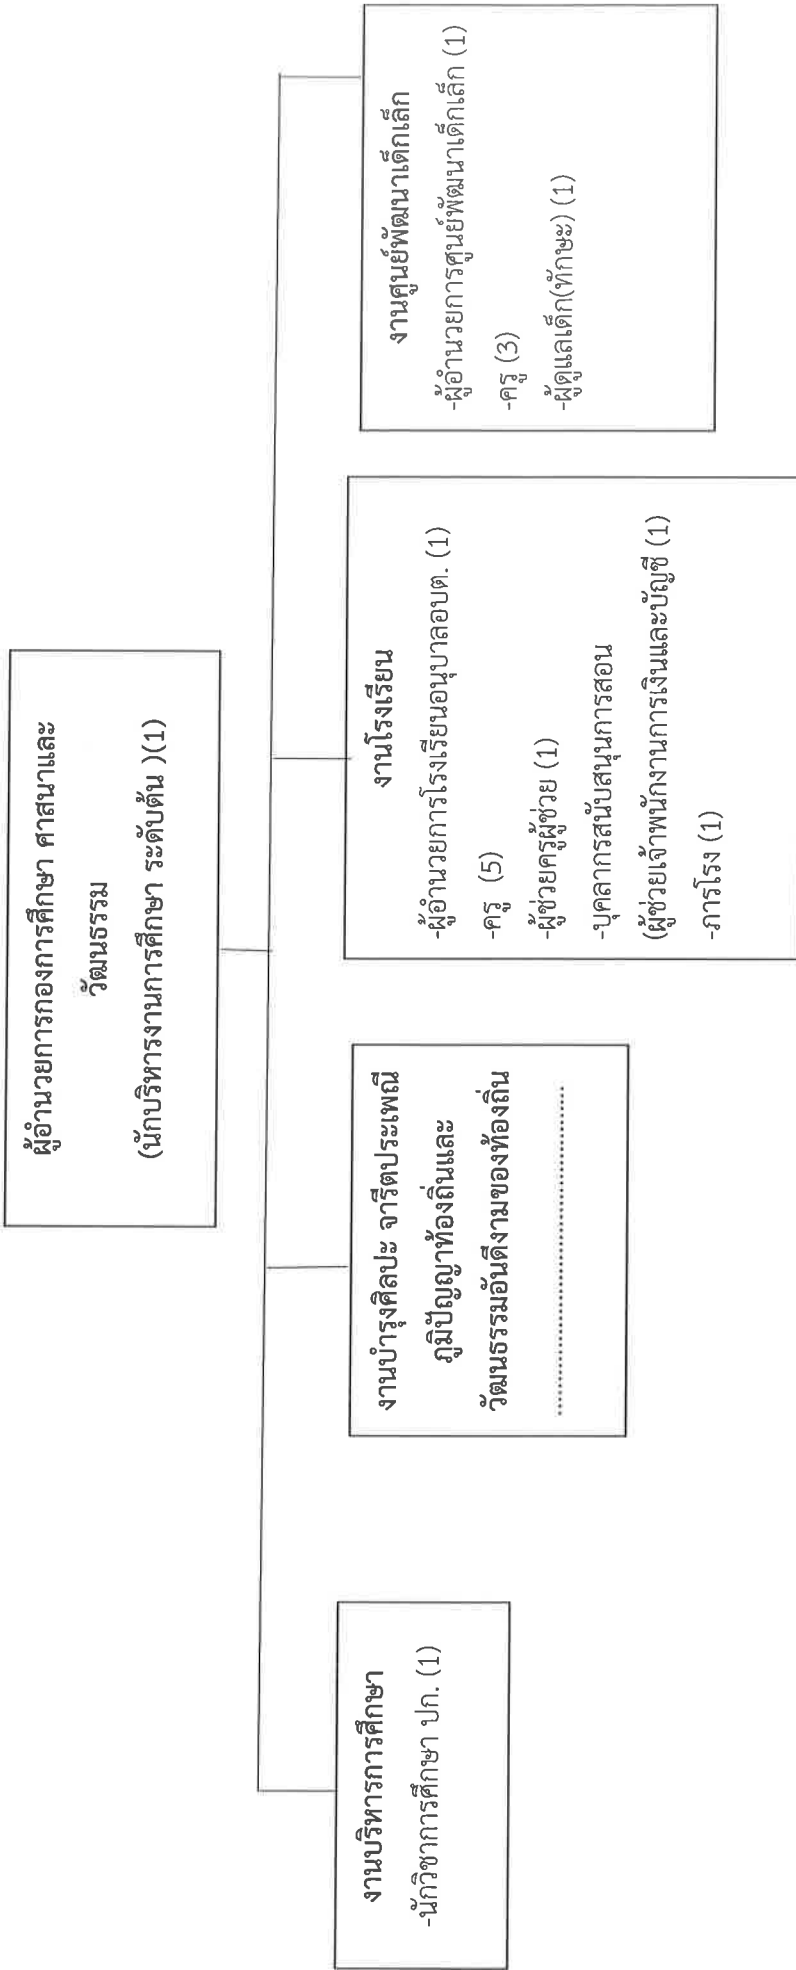 ผู้อำนวยการกองการศึกษา ศาสนาและ
วัฒนธรรม
(นักบริหารงานการศึกษา ระดับต้น )(1)
งานบริหารการศึกษา
-นักวิชาการศึกษา ปก. (1)
งานบำรุงศิลปะ จารีตประเพณี
ภูมิปัญญาท้องถิ่นและ
วัฒนธรรมอันดีงามของท้องถิ่น
................................................................
งานโรงเรียน
-ผู้อำนวยการโรงเรียนอนุบาลอบต. (1)
-ครู (5)
-ผู้ช่วยครูผู้ช่วย (1)
-บุคลากรสนับสนุนการสอน
(ผู้ช่วยเจ้าพนักงานการเงินและบัญชี (1)
-ภารโรง (1)
งานศูนย์พัฒนาเด็กเล็ก
-ผู้อำนวยการศูนย์พัฒนาเด็กเล็ก (1)
-ครู (3)
-ผู้ดูแลเด็ก(ทักษะ) (1)